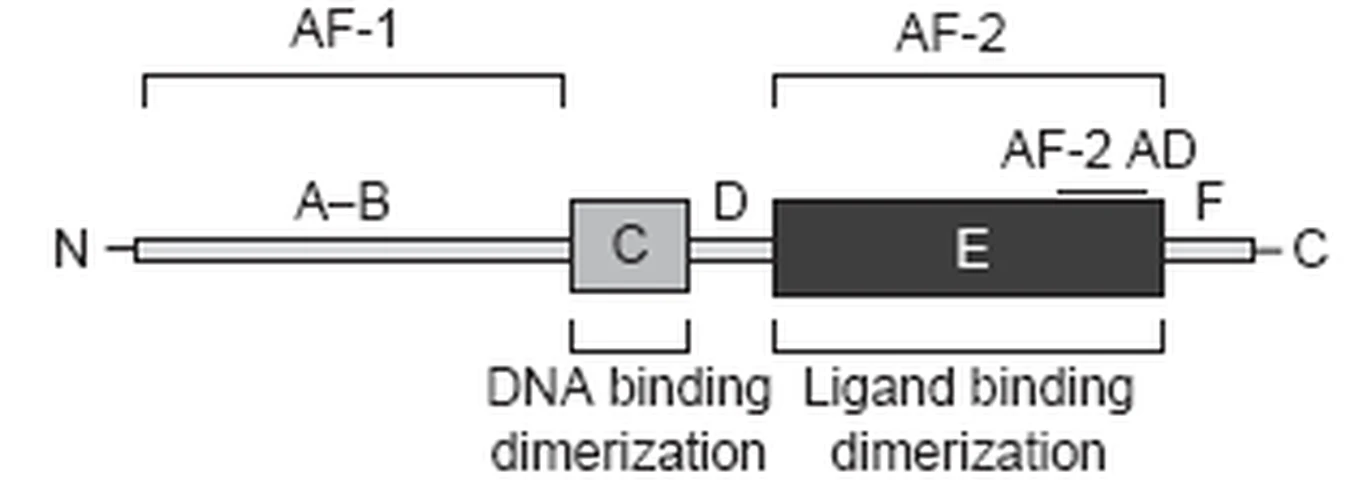 AF-1
AF-2
AF-2 AD
A–B
D
F
N
C
E
C
DNA binding
dimerization
Ligand binding
dimerization